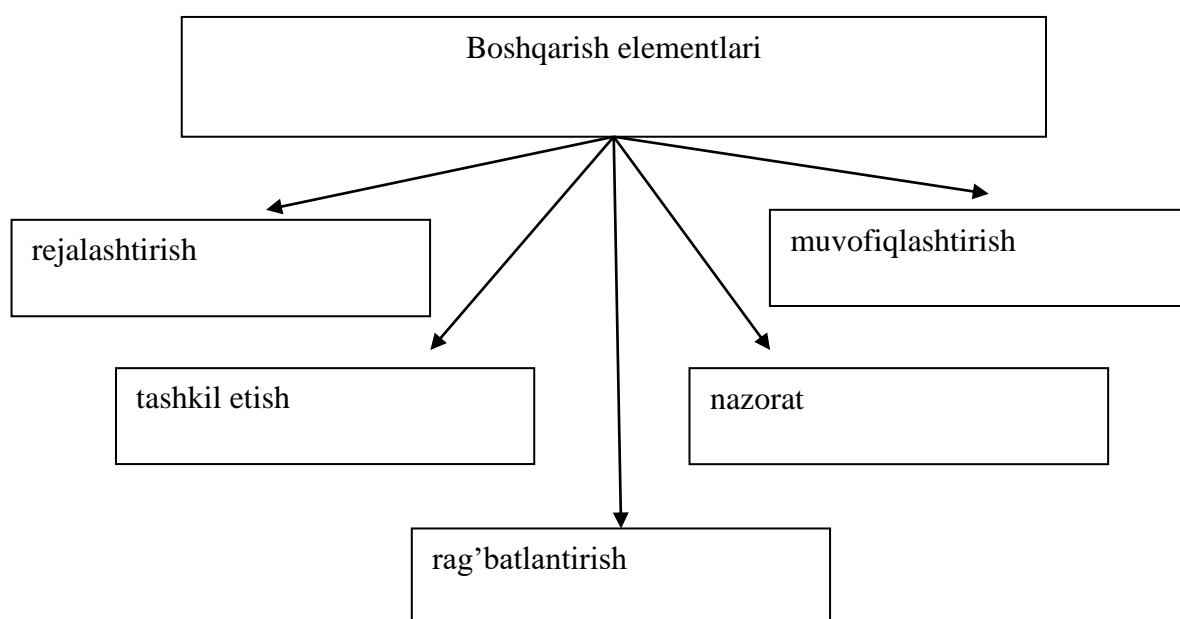 Boshqarish elementlari
rejalashtirish
muvofiqlashtirish
tashkil etish
nazorat
rag’batlantirish